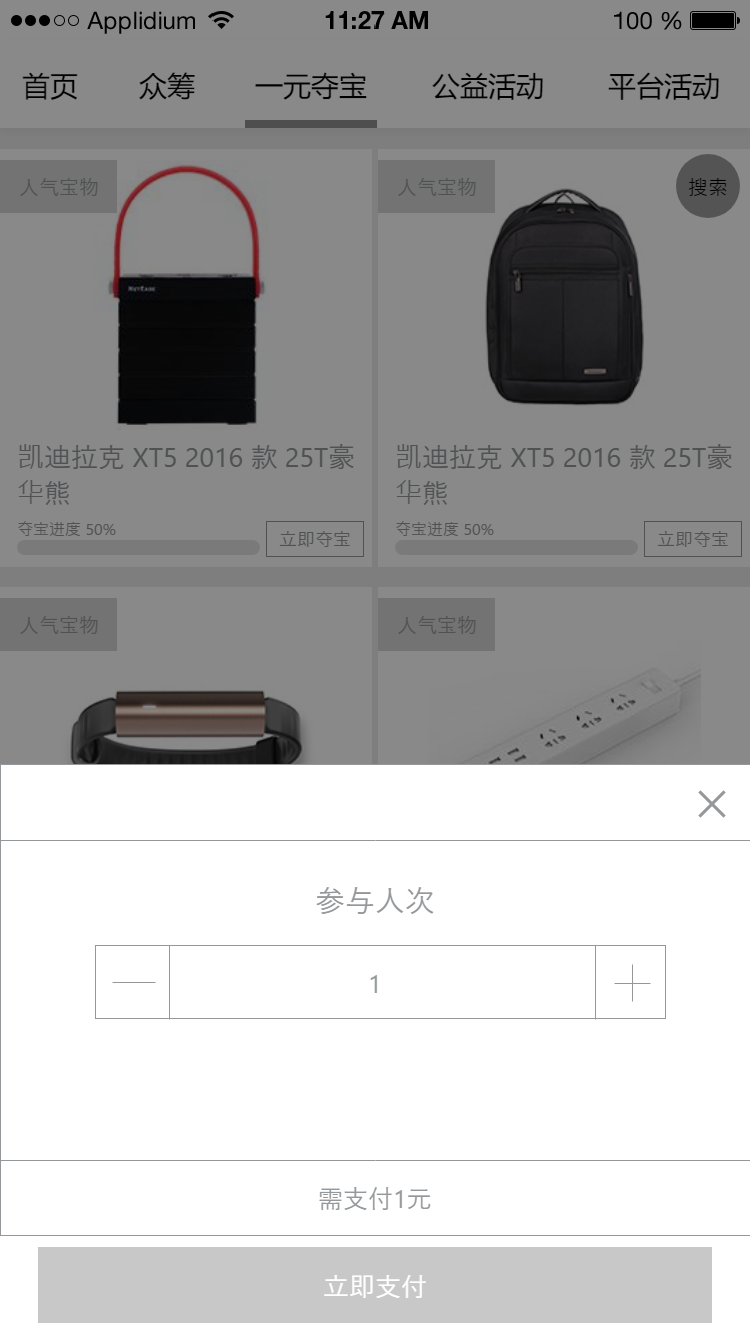 Applidium 11:27 AM 100 %
首页 众筹 一元夺宝 公益活动 平台活动
人气宝物 人气宝物 搜索
KEYCASE
凯迪拉克 XT5 2016 款 25T豪 凯迪拉克 XT5 2016 款 25T豪
华熊 华熊
夺宝进度 50% 立即夺宝 夺宝进度 50% 立即夺宝
人气宝物 人气宝物
参与人次
1
需支付1元
立即支付